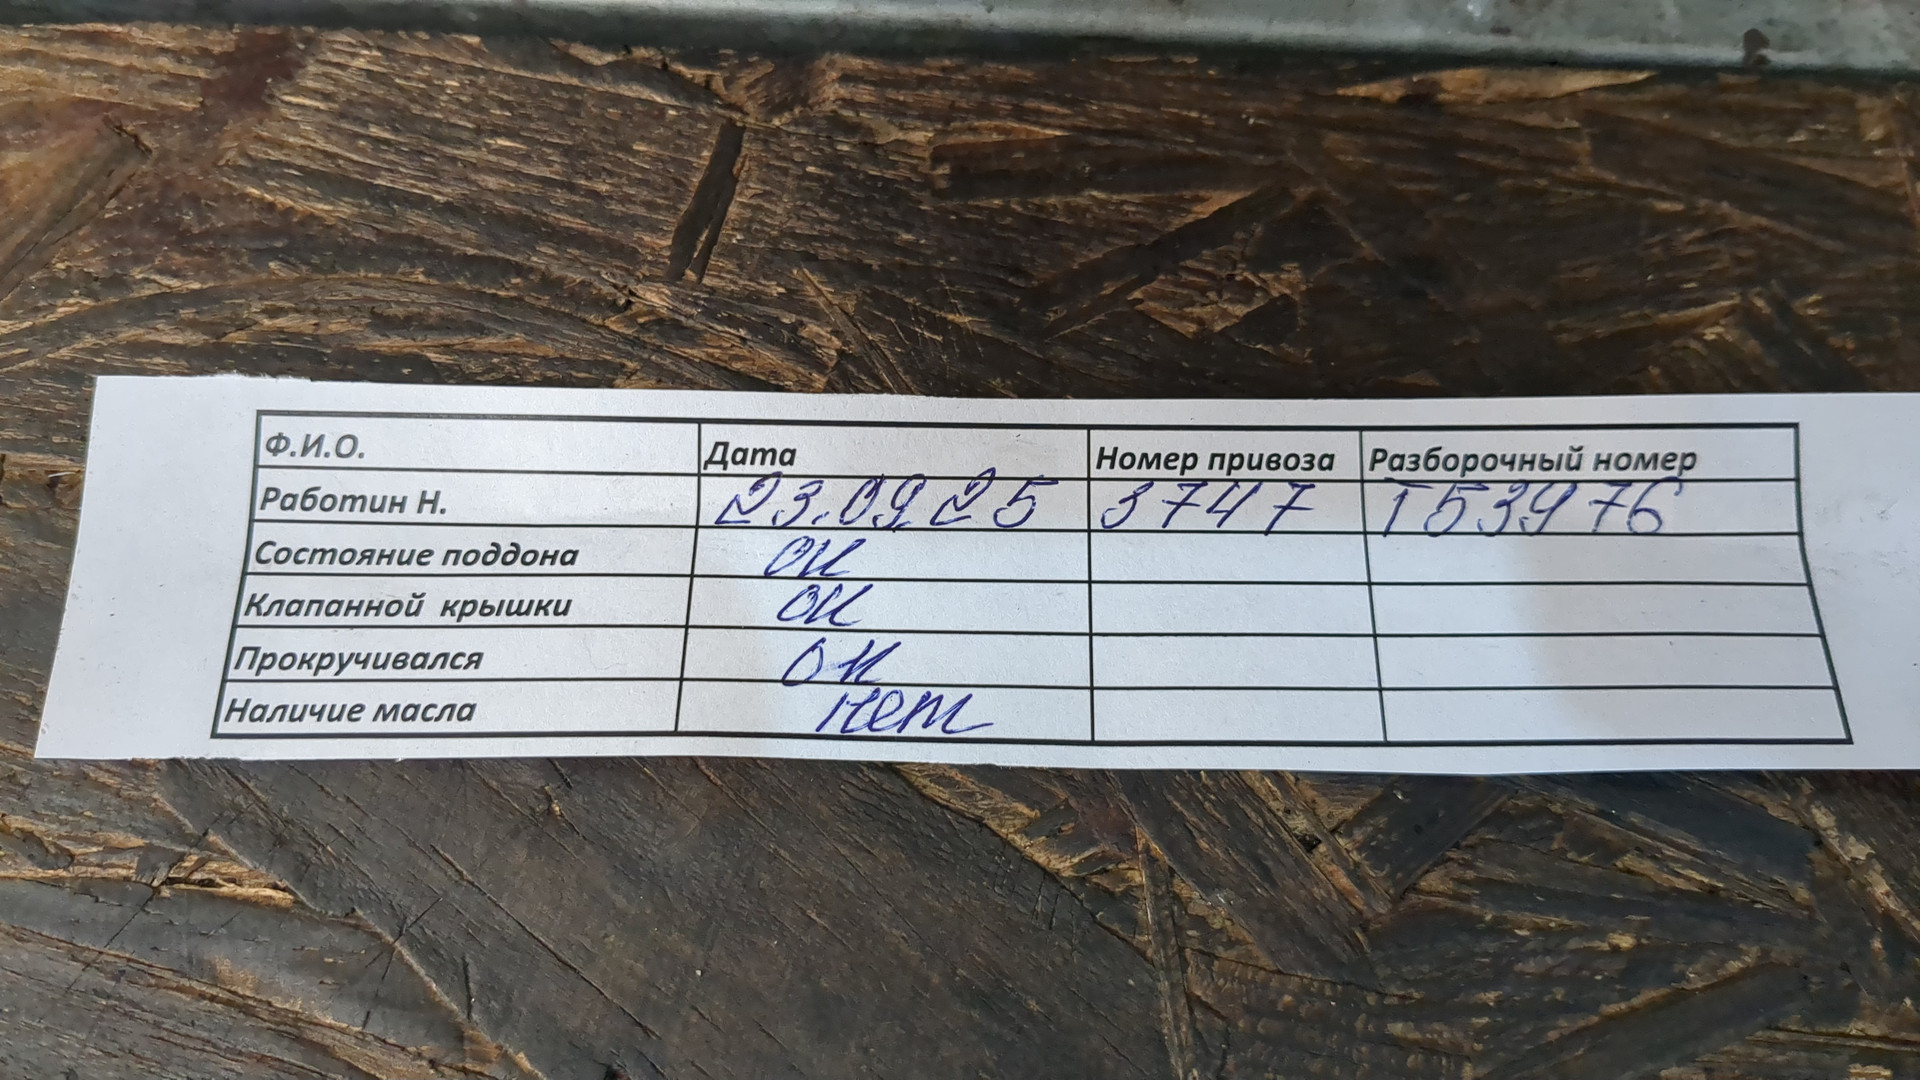 Ф.И.О. Дата Номер привоза Разборочный номер
Работин Н. 23.09.25 3747 Т53976
Состояние поддона ок
Клапанной крышки ок
Прокручивался ок
Наличие масла нет